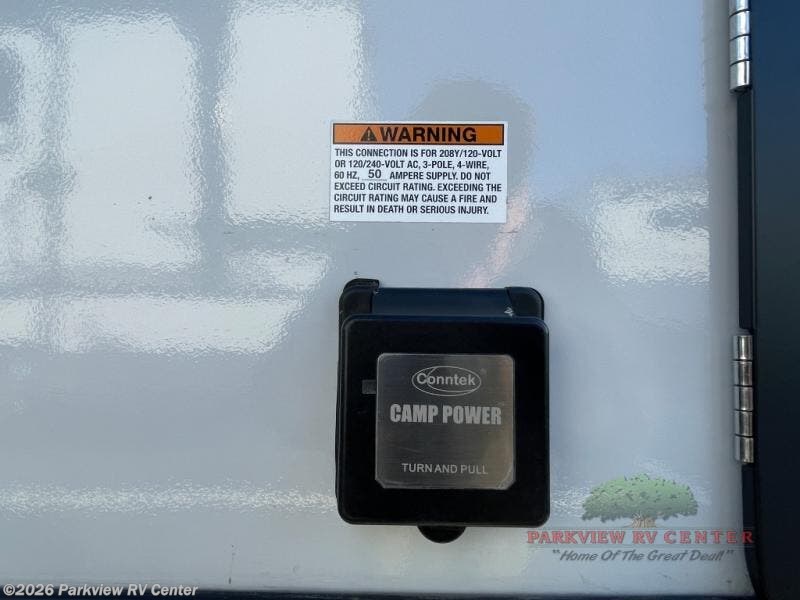 WARNING
THIS CONNECTION IS FOR 208Y/120-VOLT
OR 120/240-VOLT AC, 3-POLE, 4-WIRE,
60 HZ, 50 AMPERE SUPPLY. DO NOT
EXCEED CIRCUIT RATING. EXCEEDING THE
CIRCUIT RATING MAY CAUSE A FIRE AND
RESULT IN DEATH OR SERIOUS INJURY.
Conntek
CAMP POWER
TURN AND PULL
PARKVIEW RV CENTER
"Home Of The Great Deal!"
©2026 Parkview RV Center